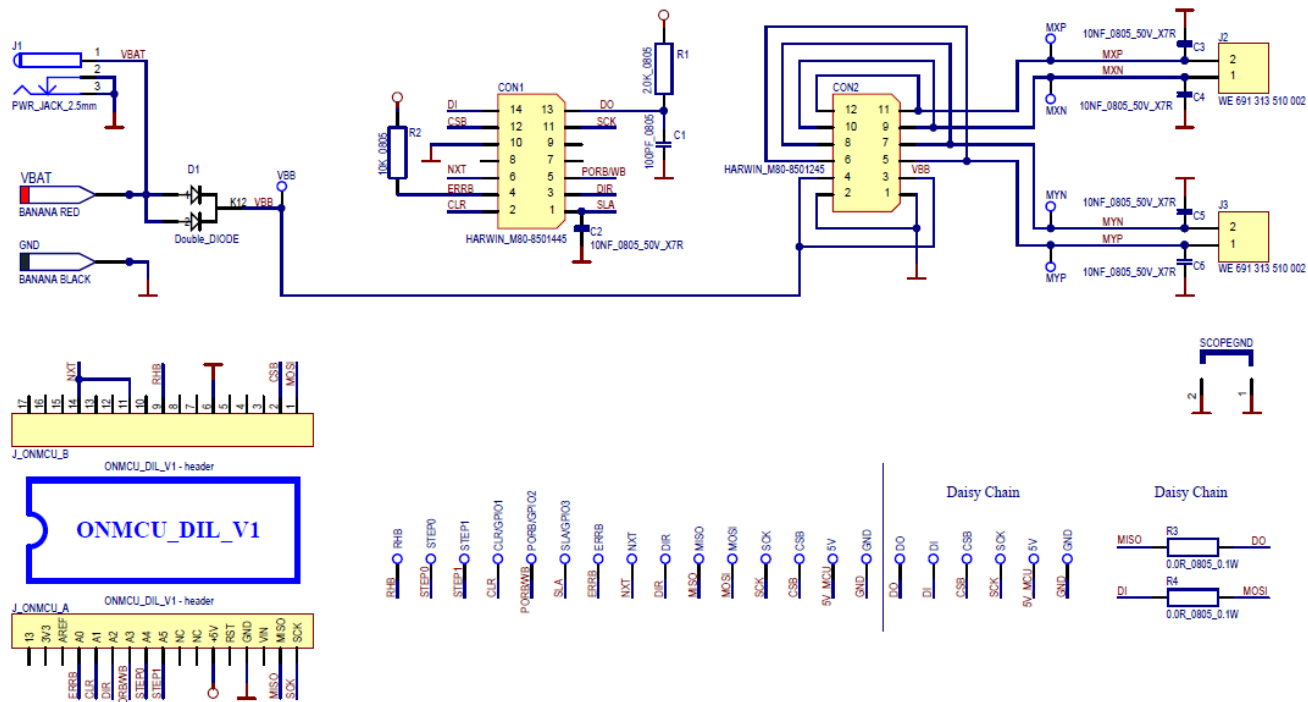 J1
1
VBAT
2
3
PWR_JACK_2.5mm
VBAT
BANANA RED
GND
BANANA BLACK
D1
1
2
K12
VBB
VBB
Double_DIODE
R2
10K_0805
CON1
DI
14
13
DO
CSB
12
11
SCK
10
9
8
7
NXT
6
5
PORB/WB
ERRB
4
3
DIR
CLR
2
1
SLA
HARWIN_M80-8501445
C2
10NF_0805_50V_X7R
R1
2.0K_0805
C1
100PF_0805
CON2
12
11
10
9
8
7
6
5
4
3
VBB
2
1
HARWIN_M80-8501245
MXP
MXP
MXN
MXN
10NF_0805_50V_X7R
C3
C4
10NF_0805_50V_X7R
J2
2
1
WE 691 313 510 002
MYN
MYN
MYP
MYP
10NF_0805_50V_X7R
C5
C6
10NF_0805_50V_X7R
J3
2
1
WE 691 313 510 002
SCOPEGND
2
1
NXT
RHB
CSB
MOSI
17
16
15
14
13
12
11
10
9
8
7
6
5
4
3
2
1
J_ONMCU_B
ONMCU_DIL_V1 - header
ONMCU_DIL_V1
ONMCU_DIL_V1 - header
J_ONMCU_A
13
3V3
AREF
A0
A1
A2
A3
A4
A5
NC
NC
+5V
RST
GND
VIN
MISO
SCK
ERRB
CLR
DIR
ORB/WB
STEP0
STEP1
MISO
SCK
RHB
STEP0
STEP1
CLR/GPIO1
PORB/GPIO2
SLA/GPIO3
ERRB
NXT
DIR
MISO
MOSI
SCK
CSB
5V
GND
RHB
STEP0
STEP1
CLR
PORB/WB
SLA
ERRB
NXT
DIR
MISO
MOSI
SCK
CSB
5V_MCU
GND
Daisy Chain
DO
DI
CSB
SCK
5V
GND
DO
DI
CSB
SCK
5V_MCU
GND
Daisy Chain
R3
MISO
DO
0.0R_0805_0.1W
R4
DI
MOSI
0.0R_0805_0.1W